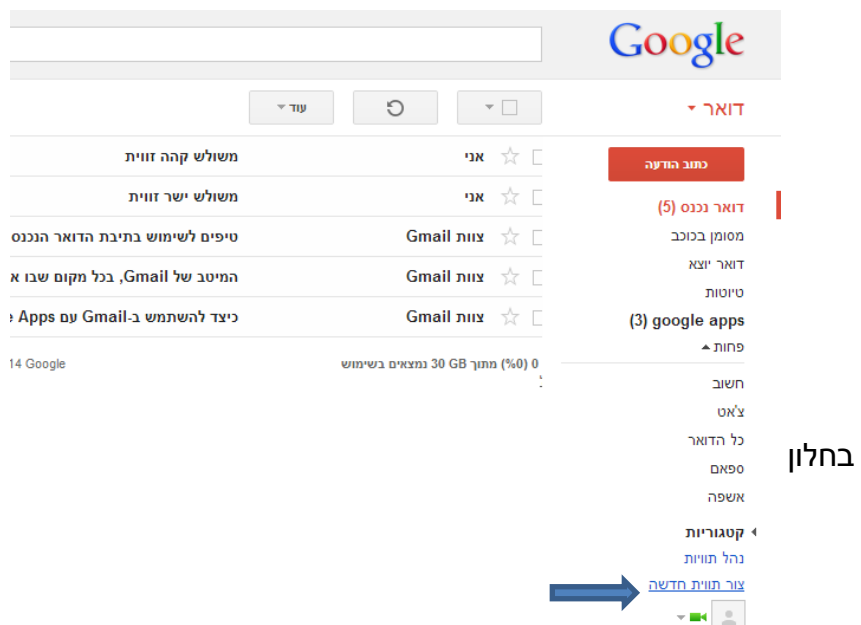 Google
דואר
עוד
כתוב הודעה
אני משולש קהה זווית
דואר נכנס (5)
אני משולש ישר זווית
מסומן בכוכב
צוות Gmail טיפים לשימוש בתיבת הדואר הנכנס
דואר יוצא
צוות Gmail המיטב של Gmail, בכל מקום שבו
טיוטות
(3) google apps
צוות Gmail כיצד להשתמש ב-Gmail עם Apps
פחות
0 (0%) מתוך 30 GB נמצאים בשימוש
14 Google
חשוב
צ'אט
כל הדואר
בחלון
ספאם
אשפה
קטגוריות
נהל תוויות
צור תווית חדשה